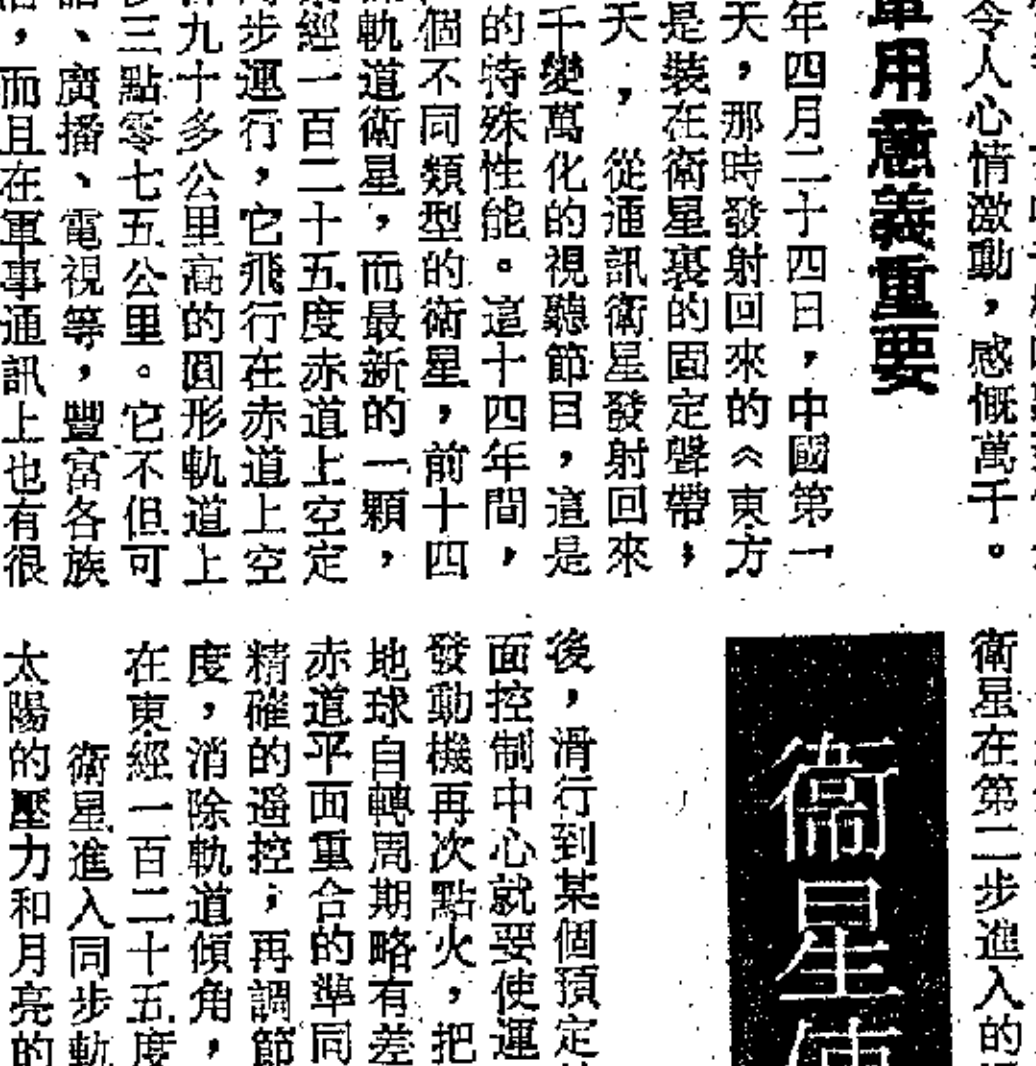 令人心情激動，感慨萬千。
軍用意義重要
年四月二十四日，中國第一
天，那時發射回來的《東方
是裝在衛星裏的固定聲帶；
天，從通訊衛星發射回來
千變萬化的視聽節目，這是
的特殊性能。這十四年間，
個不同類型的衛星，前十四
軌道衛星，而最新的一顆，
經一百二十五度赤道上空定
步運行，它飛行在赤道上空
九十多公里高的圓形軌道上
三點零七五公里。它不但可
、廣播、電視等，豐富各族
，而且在軍事通訊上也有很
衛星在第二步進入的
衛星使
後，滑行到某個預定
面控制中心就要使運
發動機再次點火，把
地球自轉周期略有差
赤道平面重合的準同
精確的遥控；再調節
度，消除軌道傾角，
在東經一百二十五度
衛星進入同步軌
太陽的壓力和月亮的